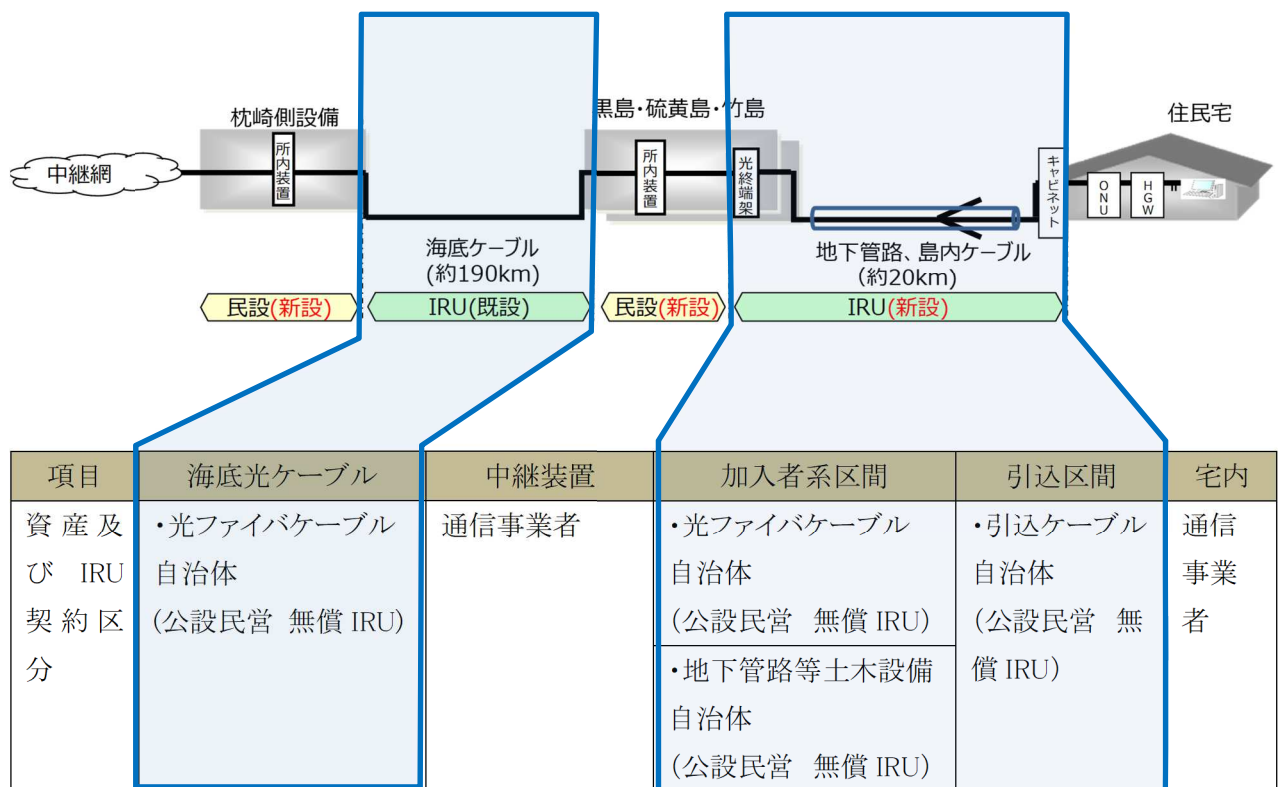 枕崎側設備
黒島・硫黄島・竹島
住民宅
中継網
所内装置
所内装置
光終端架
キャビネット
ONU
HGW
海底ケーブル
(約190km)
地下管路、島内ケーブル
(約20km)
民設(新設)
IRU(既設)
民設(新設)
IRU(新設)
項目
海底光ケーブル
中継装置
加入者系区間
引込区間
宅内
資産及
び IRU
契約区
分
・光ファイバケーブル
自治体
(公設民営 無償 IRU)
通信事業者
・光ファイバケーブル
自治体
(公設民営 無償 IRU)
・地下管路等土木設備
自治体
(公設民営 無償 IRU)
・引込ケーブル
自治体
(公設民営 無
償 IRU)
通信
事業
者